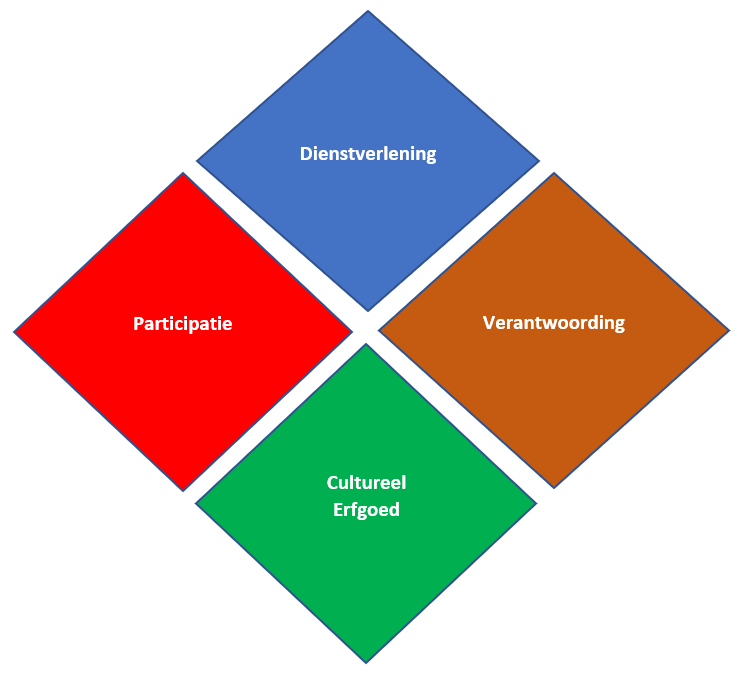 Dienstverlening
Participatie
Verantwoording
Cultureel
Erfgoed